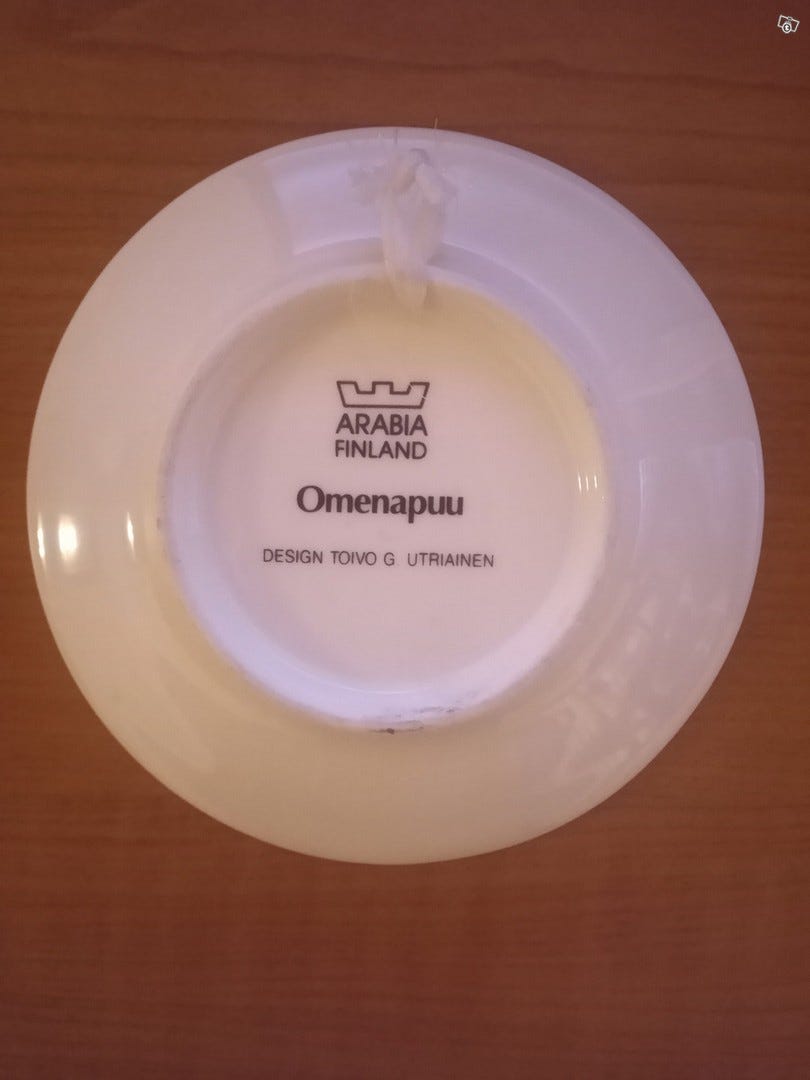 ARABIA
FINLAND
Omenapuu
DESIGN TOIVO G UTRIAINEN